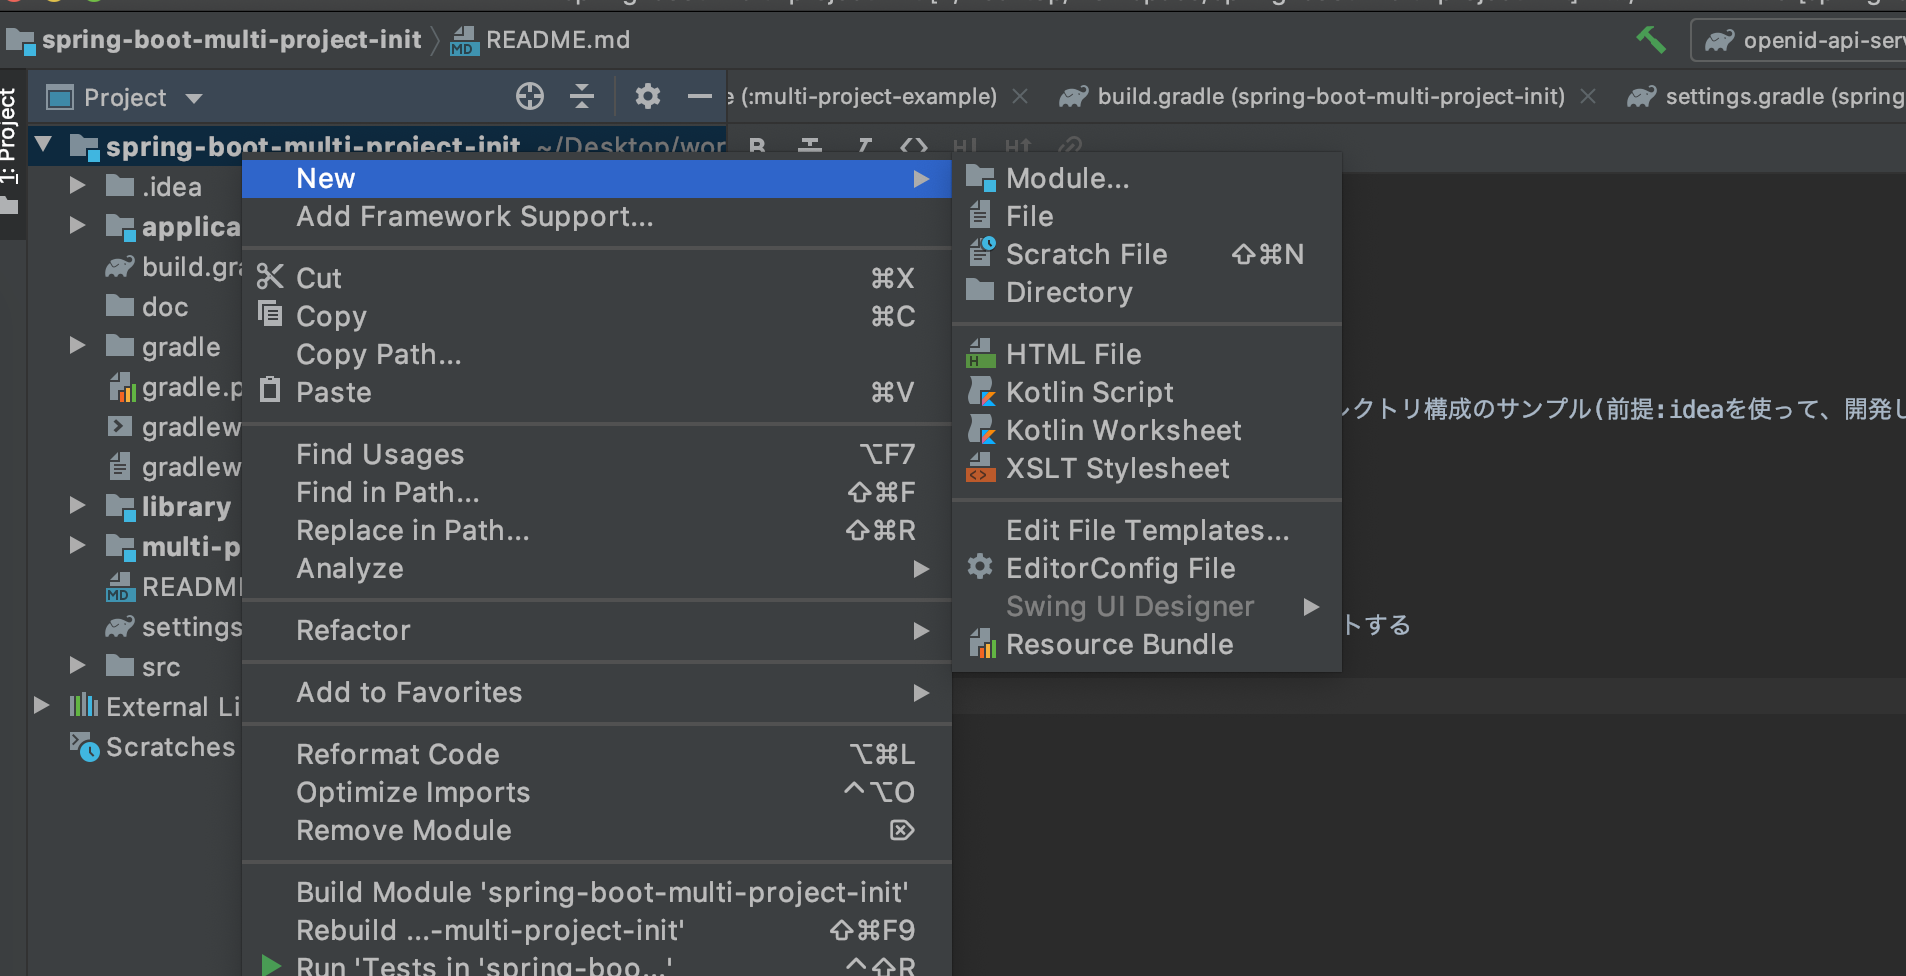 spring-boot-multi-project-init README.md
openid-api-serv
1: Project
Project
e (:multi-project-example)
build.gradle (spring-boot-multi-project-init)
settings.gradle (spring
spring-boot-multi-project-init ~/Desktop/wor
.idea
applica
build.gra
doc
gradle
gradle.p
gradlew
gradlew
library
multi-p
README
settings
src
External Li
Scratches
New
Add Framework Support...
Cut ⌘X
Copy ⌘C
Copy Path...
Paste ⌘V
Find Usages ⌥F7
Find in Path... ⇧⌘F
Replace in Path... ⇧⌘R
Analyze
Refactor
Add to Favorites
Reformat Code ⌥⌘L
Optimize Imports ^⌥O
Remove Module ⌦
Build Module 'spring-boot-multi-project-init'
Rebuild ...-multi-project-init' ⇧⌘F9
Run 'Tests in 'spring-boo...' ^⇧R
Module...
File
Scratch File ⇧⌘N
Directory
HTML File
Kotlin Script
Kotlin Worksheet
XSLT Stylesheet
Edit File Templates...
EditorConfig File
Swing UI Designer
Resource Bundle
レクトリ構成のサンプル(前提:ideaを使って、開発し
トする